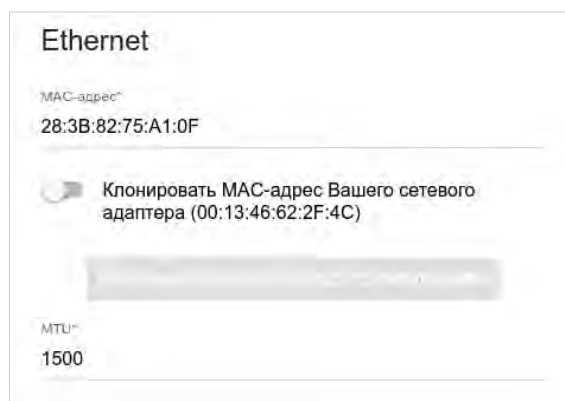 Ethernet
MAC-адрес*
28:3B:82:75:A1:0F
Клонировать MAC-адрес Вашего сетевого
адаптера (00:13:46:62:2F:4C)
MTU*
1500